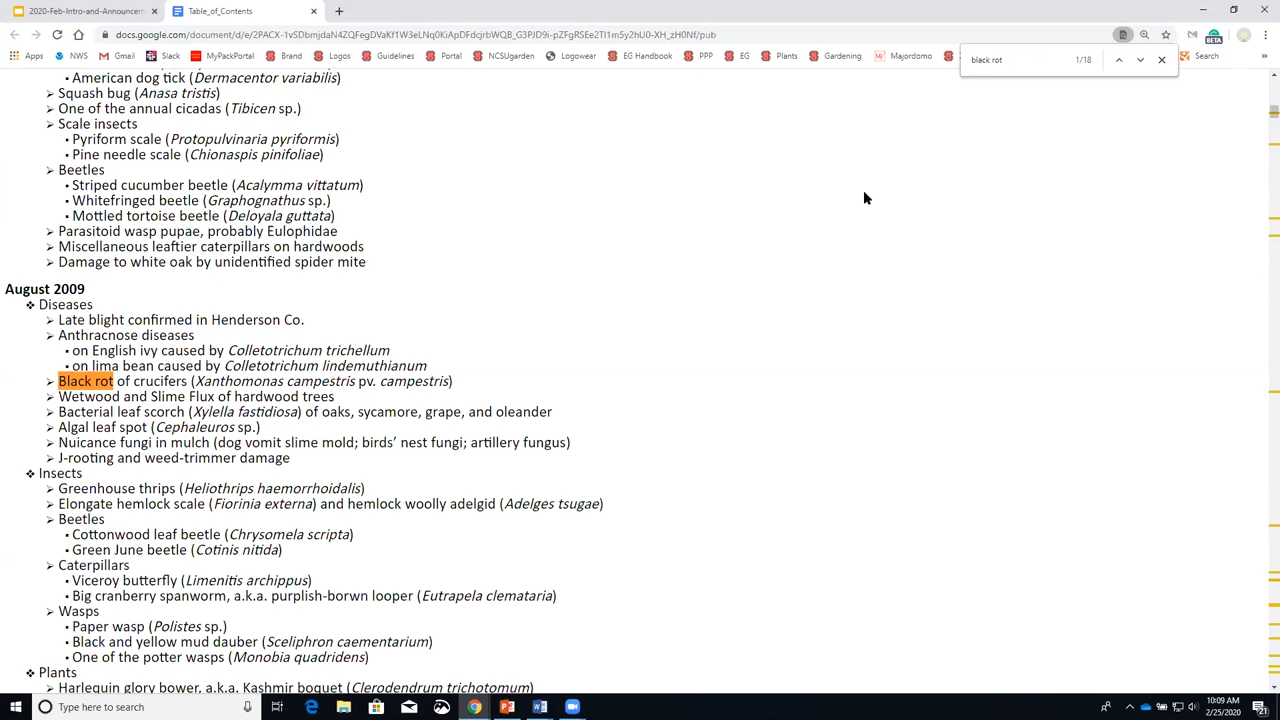 2020-Feb-Intro-and-Announcem
Table_of_Contents
docs.google.com/document/d/e/2PACX-1vSDbmjdaN4ZQFegDVaKf1W3eLNq0KiApDFdcjrbWQB_G3PJD9i-pZFgRSEe2Tl1m5y2hU0-XH_zH0Nf/pub
BETA
Apps NWS Gmail Slack MyPackPortal Brand Logos Guidelines Portal NCSUgarden Logowear EG Handbook PPP EG Plants Gardening Majordomo Search
black rot 1/18
▪ American dog tick (Dermacentor variabilis)
➢ Squash bug (Anasa tristis)
➢ One of the annual cicadas (Tibicen sp.)
➢ Scale insects
▪ Pyriform scale (Protopulvinaria pyriformis)
▪ Pine needle scale (Chionaspis pinifoliae)
➢ Beetles
▪ Striped cucumber beetle (Acalymma vittatum)
▪ Whitefringed beetle (Graphognathus sp.)
▪ Mottled tortoise beetle (Deloyala guttata)
➢ Parasitoid wasp pupae, probably Eulophidae
➢ Miscellaneous leaftier caterpillars on hardwoods
➢ Damage to white oak by unidentified spider mite
August 2009
❖ Diseases
➢ Late blight confirmed in Henderson Co.
➢ Anthracnose diseases
▪ on English ivy caused by Colletotrichum trichellum
▪ on lima bean caused by Colletotrichum lindemuthianum
➢ Black rot of crucifers (Xanthomonas campestris pv. campestris)
➢ Wetwood and Slime Flux of hardwood trees
➢ Bacterial leaf scorch (Xylella fastidiosa) of oaks, sycamore, grape, and oleander
➢ Algal leaf spot (Cephaleuros sp.)
➢ Nuicance fungi in mulch (dog vomit slime mold; birds’ nest fungi; artillery fungus)
➢ J-rooting and weed-trimmer damage
❖ Insects
➢ Greenhouse thrips (Heliothrips haemorrhoidalis)
➢ Elongate hemlock scale (Fiorinia externa) and hemlock woolly adelgid (Adelges tsugae)
➢ Beetles
▪ Cottonwood leaf beetle (Chrysomela scripta)
▪ Green June beetle (Cotinis nitida)
➢ Caterpillars
▪ Viceroy butterfly (Limenitis archippus)
▪ Big cranberry spanworm, a.k.a. purplish-borwn looper (Eutrapela clemataria)
➢ Wasps
▪ Paper wasp (Polistes sp.)
▪ Black and yellow mud dauber (Sceliphron caementarium)
▪ One of the potter wasps (Monobia quadridens)
❖ Plants
➢ Harlequin glory bower, a.k.a. Kashmir boquet (Clerodendrum trichotomum)
Type here to search
10:09 AM
2/25/2020
21